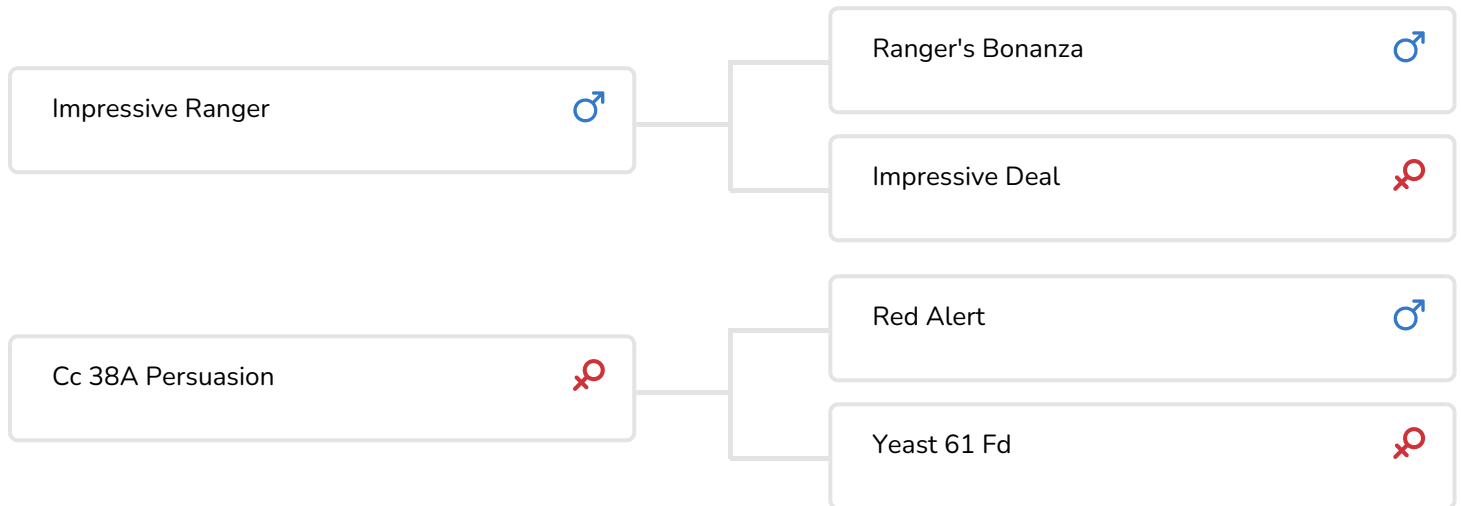 Ranger's Bonanza
Impressive Ranger
Impressive Deal
Red Alert
Cc 38A Persuasion
Yeast 61 Fd